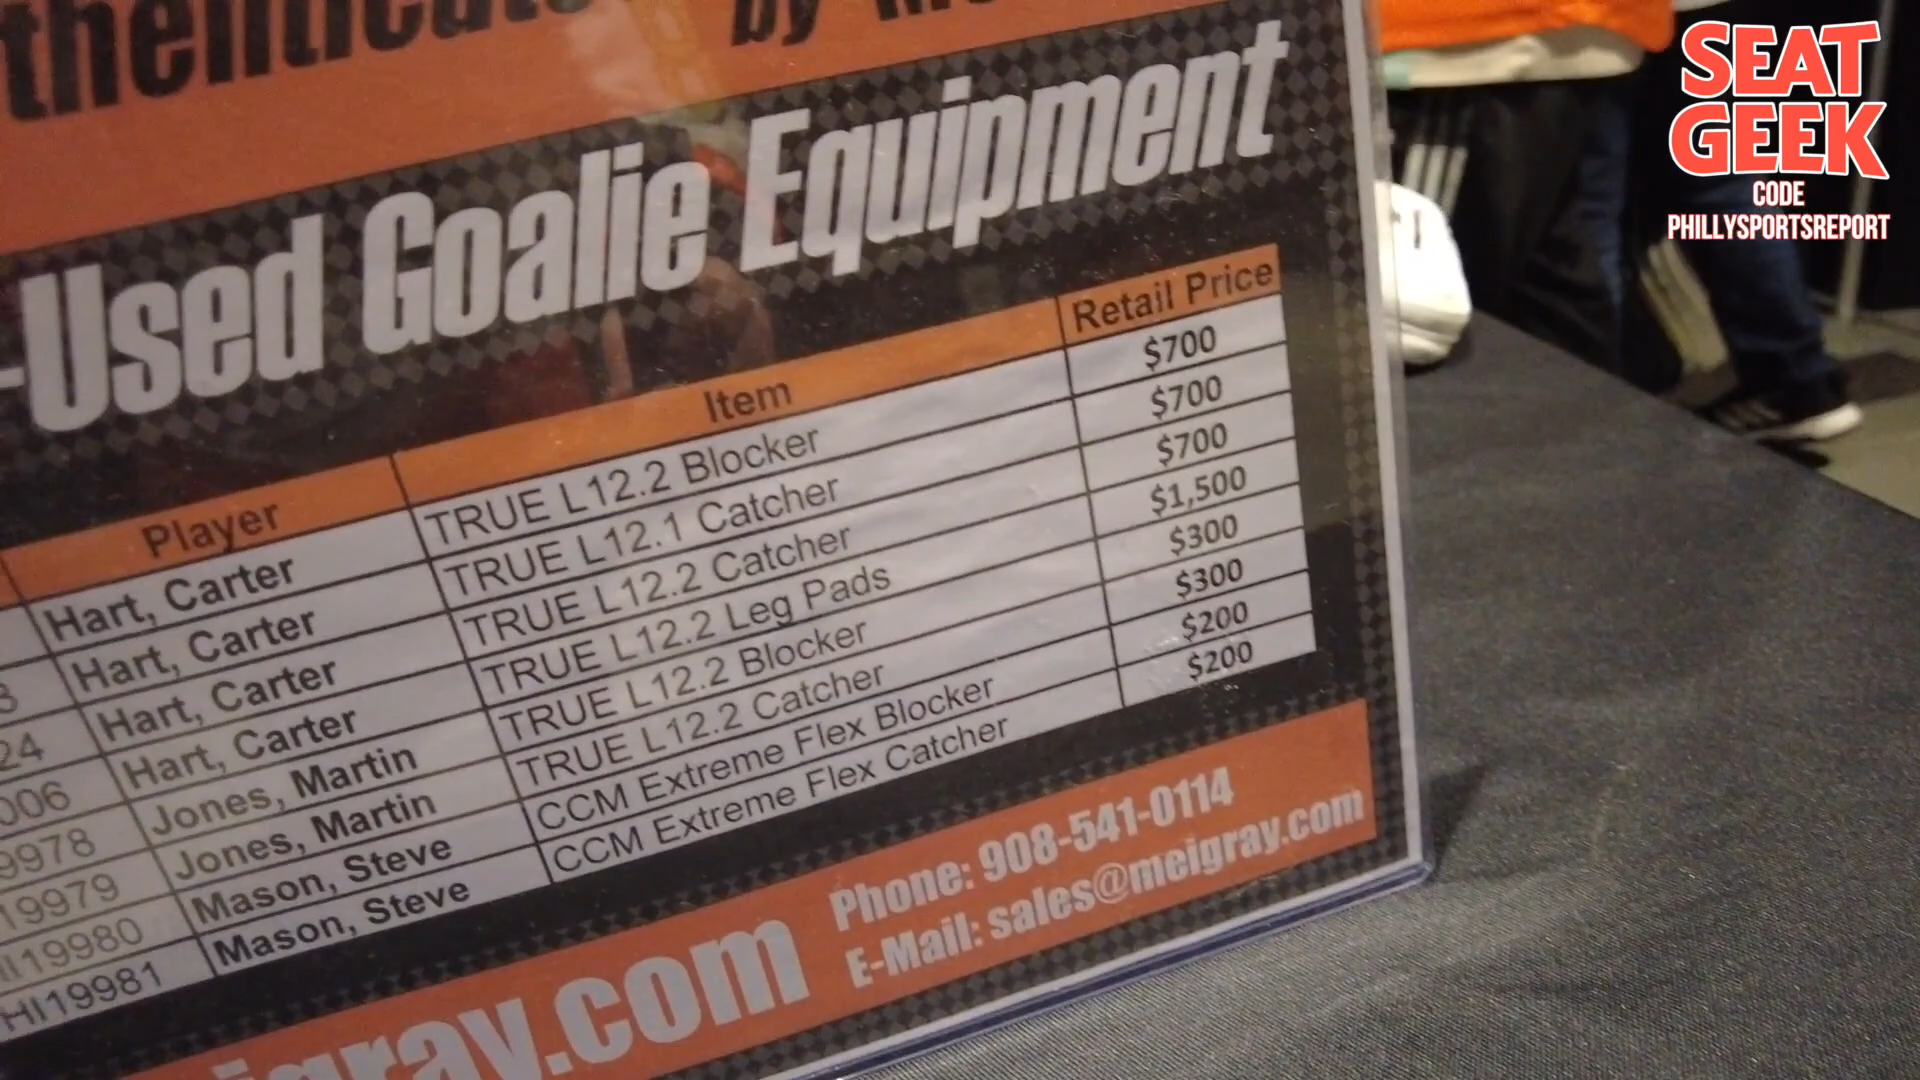 thenticate
by
-Used Goalie Equipment
Player Item Retail Price
Hart, Carter TRUE L12.2 Blocker $700
3 Hart, Carter TRUE L12.1 Catcher $700
24 Hart, Carter TRUE L12.2 Catcher $700
006 Hart, Carter TRUE L12.2 Leg Pads $1,500
9978 Jones, Martin TRUE L12.2 Blocker $300
19979 Jones, Martin TRUE L12.2 Catcher $300
19980 Mason, Steve CCM Extreme Flex Blocker $200
HI19981 Mason, Steve CCM Extreme Flex Catcher $200
igray.com
Phone: 908-541-0114
E-Mail: sales@meigray.com
SEAT
GEEK
CODE
PHILLYSPORTSREPORT